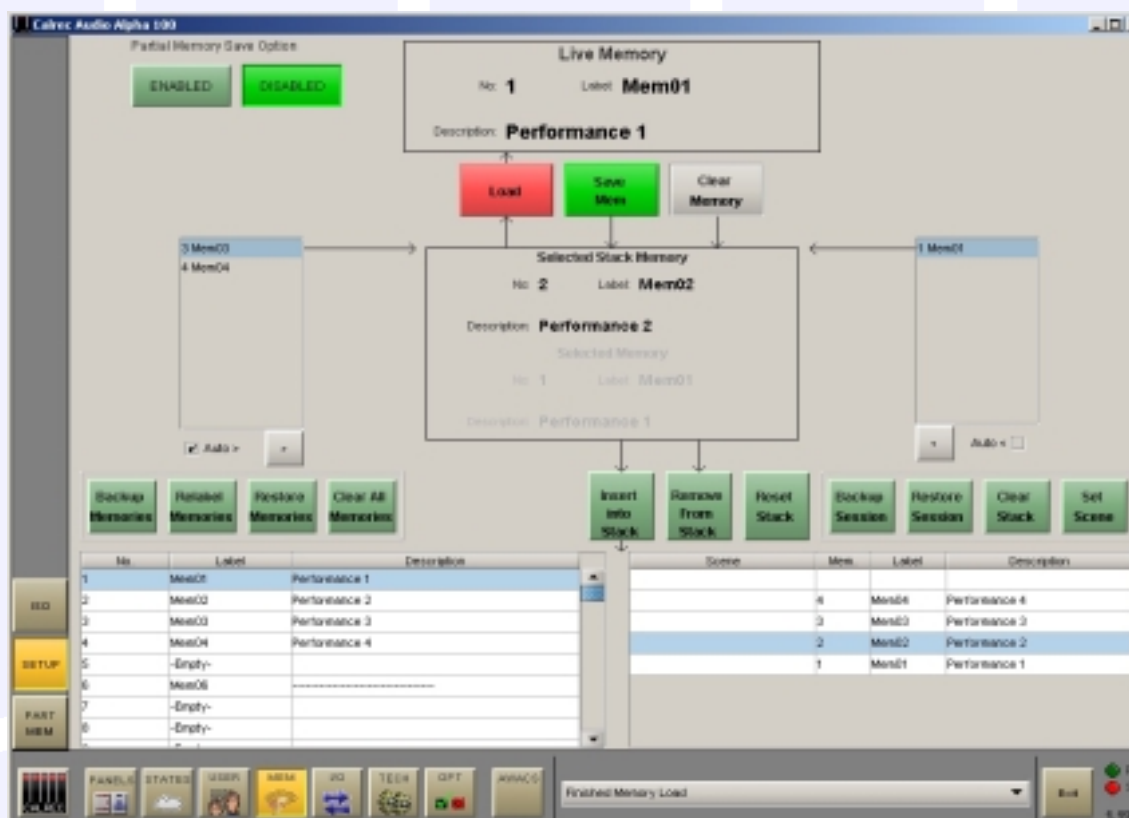 Calrec Audio Alpha 100
Partial Memory Save Option
ENABLED
DISABLED
Live Memory
No: 1 Label: Mem01
Description: Performance 1
Load
Save Mem
Clear Memory
3 Mem03
4 Mem04
1 Mem01
Selected Stack Memory
No: 2 Label: Mem02
Description: Performance 2
Selected Memory
No: 1 Label: Mem01
Description: Performance 1
Auto >
>
<
Auto <
Backup Memories
Relabel Memories
Restore Memories
Clear All Memories
Insert into Stack
Remove From Stack
Reset Stack
Backup Session
Restore Session
Clear Stack
Set Scene
No. Label Description
1 Mem01 Performance 1
2 Mem02 Performance 2
3 Mem03 Performance 3
4 Mem04 Performance 4
5 -Empty-
6 Mem06 ------------------------------
7 -Empty-
8 -Empty-
Scene Mem. Label Description
4 Mem04 Performance 4
3 Mem03 Performance 3
2 Mem02 Performance 2
1 Mem01 Performance 1
SETUP
PART MEM
CALREC
PANELS
STATES
USER
MEM
I/O
TECH
OPT
AWACS
Finished Memory Load
Exit